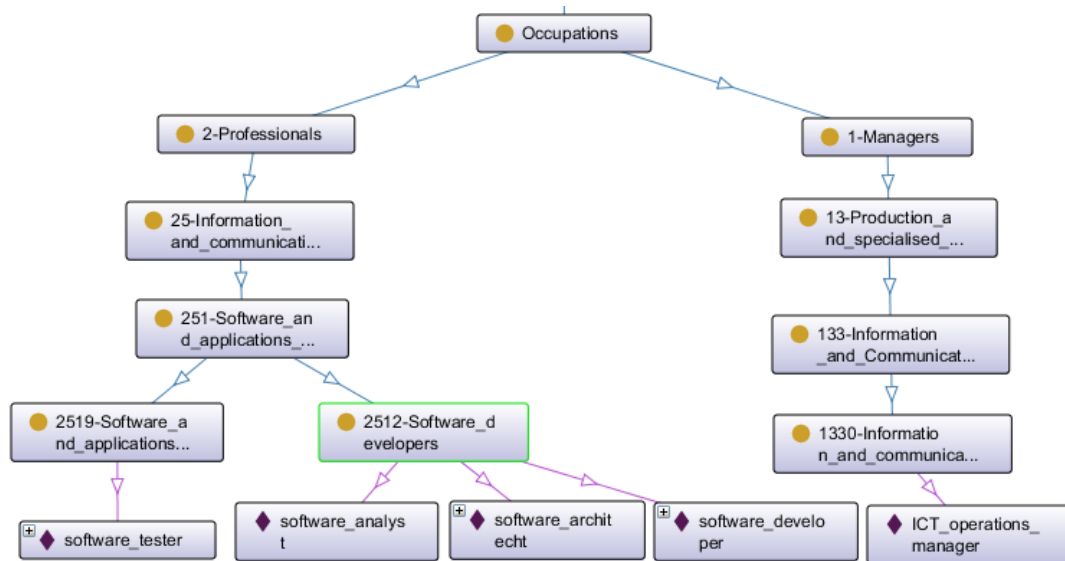 Occupations
2-Professionals
1-Managers
25-Information_
_and_communicati...
13-Production_a
nd_specialised_...
251-Software_an
d_applications_...
133-Information
_and_Communicat...
2519-Software_a
nd_applications...
2512-Software_d
evelopers
1330-Informatio
n_and_communica...
software_tester
software_analys
t
software_archit
echt
software_develo
per
ICT_operations_
manager